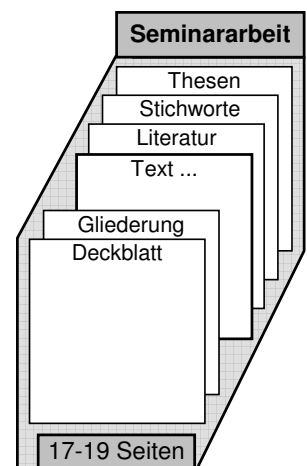 Seminararbeit
Thesen
Stichworte
Literatur
Text ...
Gliederung
Deckblatt
17-19 Seiten